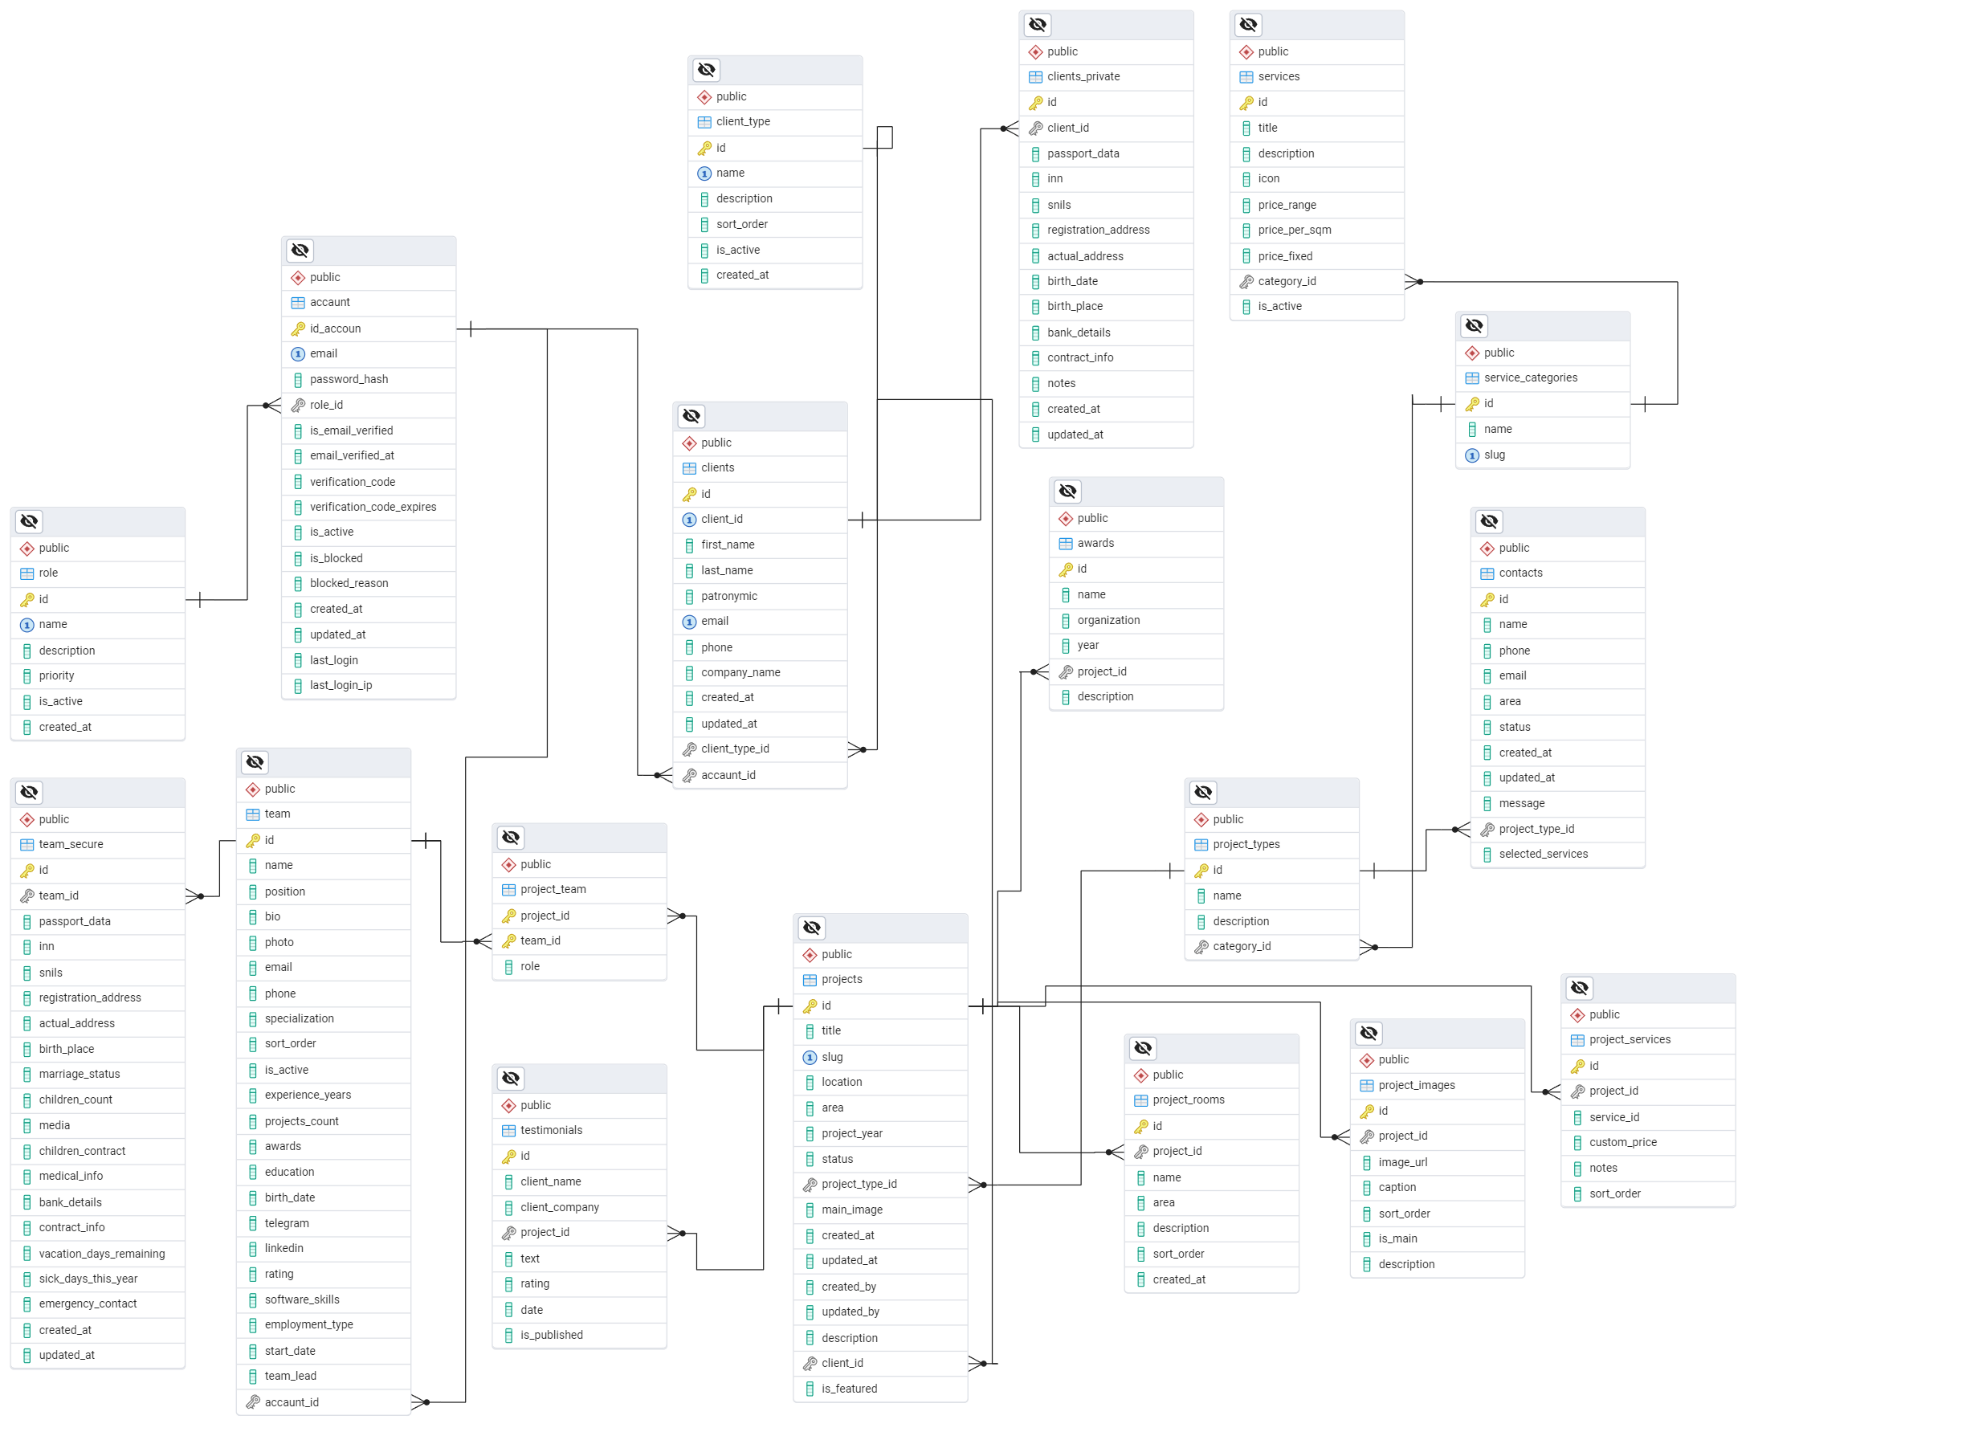 public
client_type
id
name
description
sort_order
is_active
created_at
public
clients_private
id
client_id
passport_data
inn
snils
registration_address
actual_address
birth_date
birth_place
bank_details
contract_info
notes
created_at
updated_at
public
services
id
title
description
icon
price_range
price_per_sqm
price_fixed
category_id
is_active
public
accaunt
id_accoun
email
password_hash
role_id
is_email_verified
email_verified_at
verification_code
verification_code_expires
is_active
is_blocked
blocked_reason
created_at
updated_at
last_login
last_login_ip
public
service_categories
id
name
slug
public
clients
id
client_id
first_name
last_name
patronymic
email
phone
company_name
created_at
updated_at
client_type_id
accaunt_id
public
awards
id
name
organization
year
project_id
description
public
role
id
name
description
priority
is_active
created_at
public
contacts
id
name
phone
email
area
status
created_at
updated_at
message
project_type_id
selected_services
public
team_secure
id
team_id
passport_data
inn
snils
registration_address
actual_address
birth_place
marriage_status
children_count
media
children_contract
medical_info
bank_details
contract_info
vacation_days_remaining
sick_days_this_year
emergency_contact
created_at
updated_at
public
team
id
name
position
bio
photo
email
phone
specialization
sort_order
is_active
experience_years
projects_count
awards
education
birth_date
telegram
linkedin
rating
software_skills
employment_type
start_date
team_lead
accaunt_id
public
project_team
project_id
team_id
role
public
project_types
id
name
description
category_id
public
projects
id
title
slug
location
area
project_year
status
project_type_id
main_image
created_at
updated_at
created_by
updated_by
description
client_id
is_featured
public
testimonials
id
client_name
client_company
project_id
text
rating
date
is_published
public
project_rooms
id
project_id
name
area
description
sort_order
created_at
public
project_images
id
project_id
image_url
caption
sort_order
is_main
description
public
project_services
id
project_id
service_id
custom_price
notes
sort_order